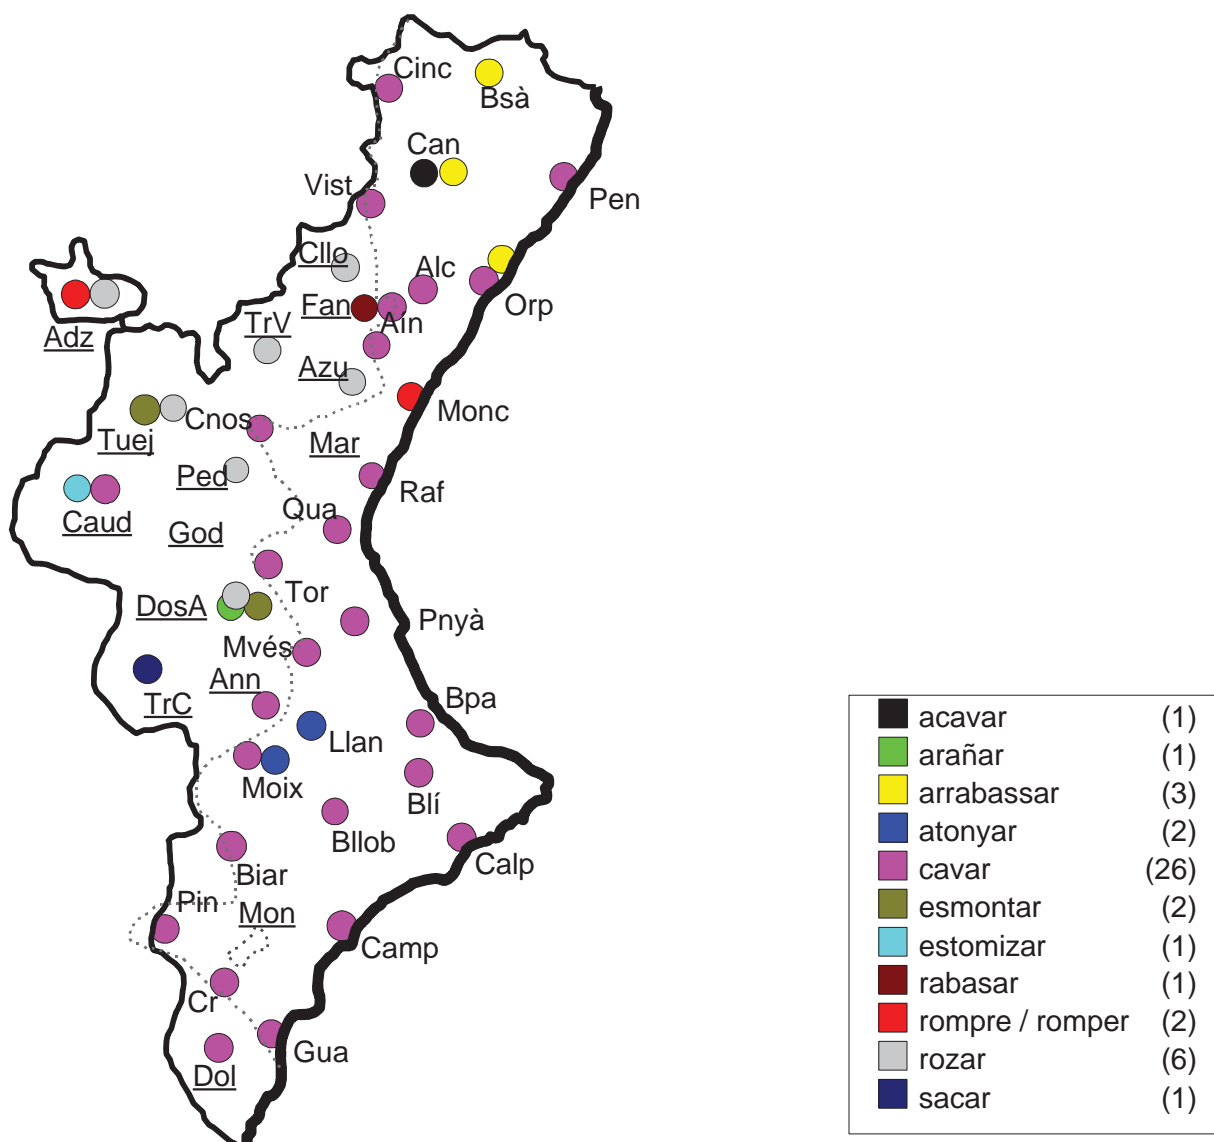 Cinc
Bsà
Can
Vist
Pen
Cllo
Alc
Fan
Orp
TrV
Aín
Adz
Azu
Monc
Cnos
Tuej
Mar
Ped
Raf
Caud
Qua
God
Tor
DosA
Pnyà
Mvés
Ann
TrC
Bpa
Llan
Moix
Blí
Bllob
Calp
Biar
Pin
Mon
Camp
Cr
Gua
Dol
acavar (1)
arañar (1)
arrabassar (3)
atonyar (2)
cavar (26)
esmontar (2)
estomizar (1)
rabasar (1)
rompre / romper (2)
rozar (6)
sacar (1)